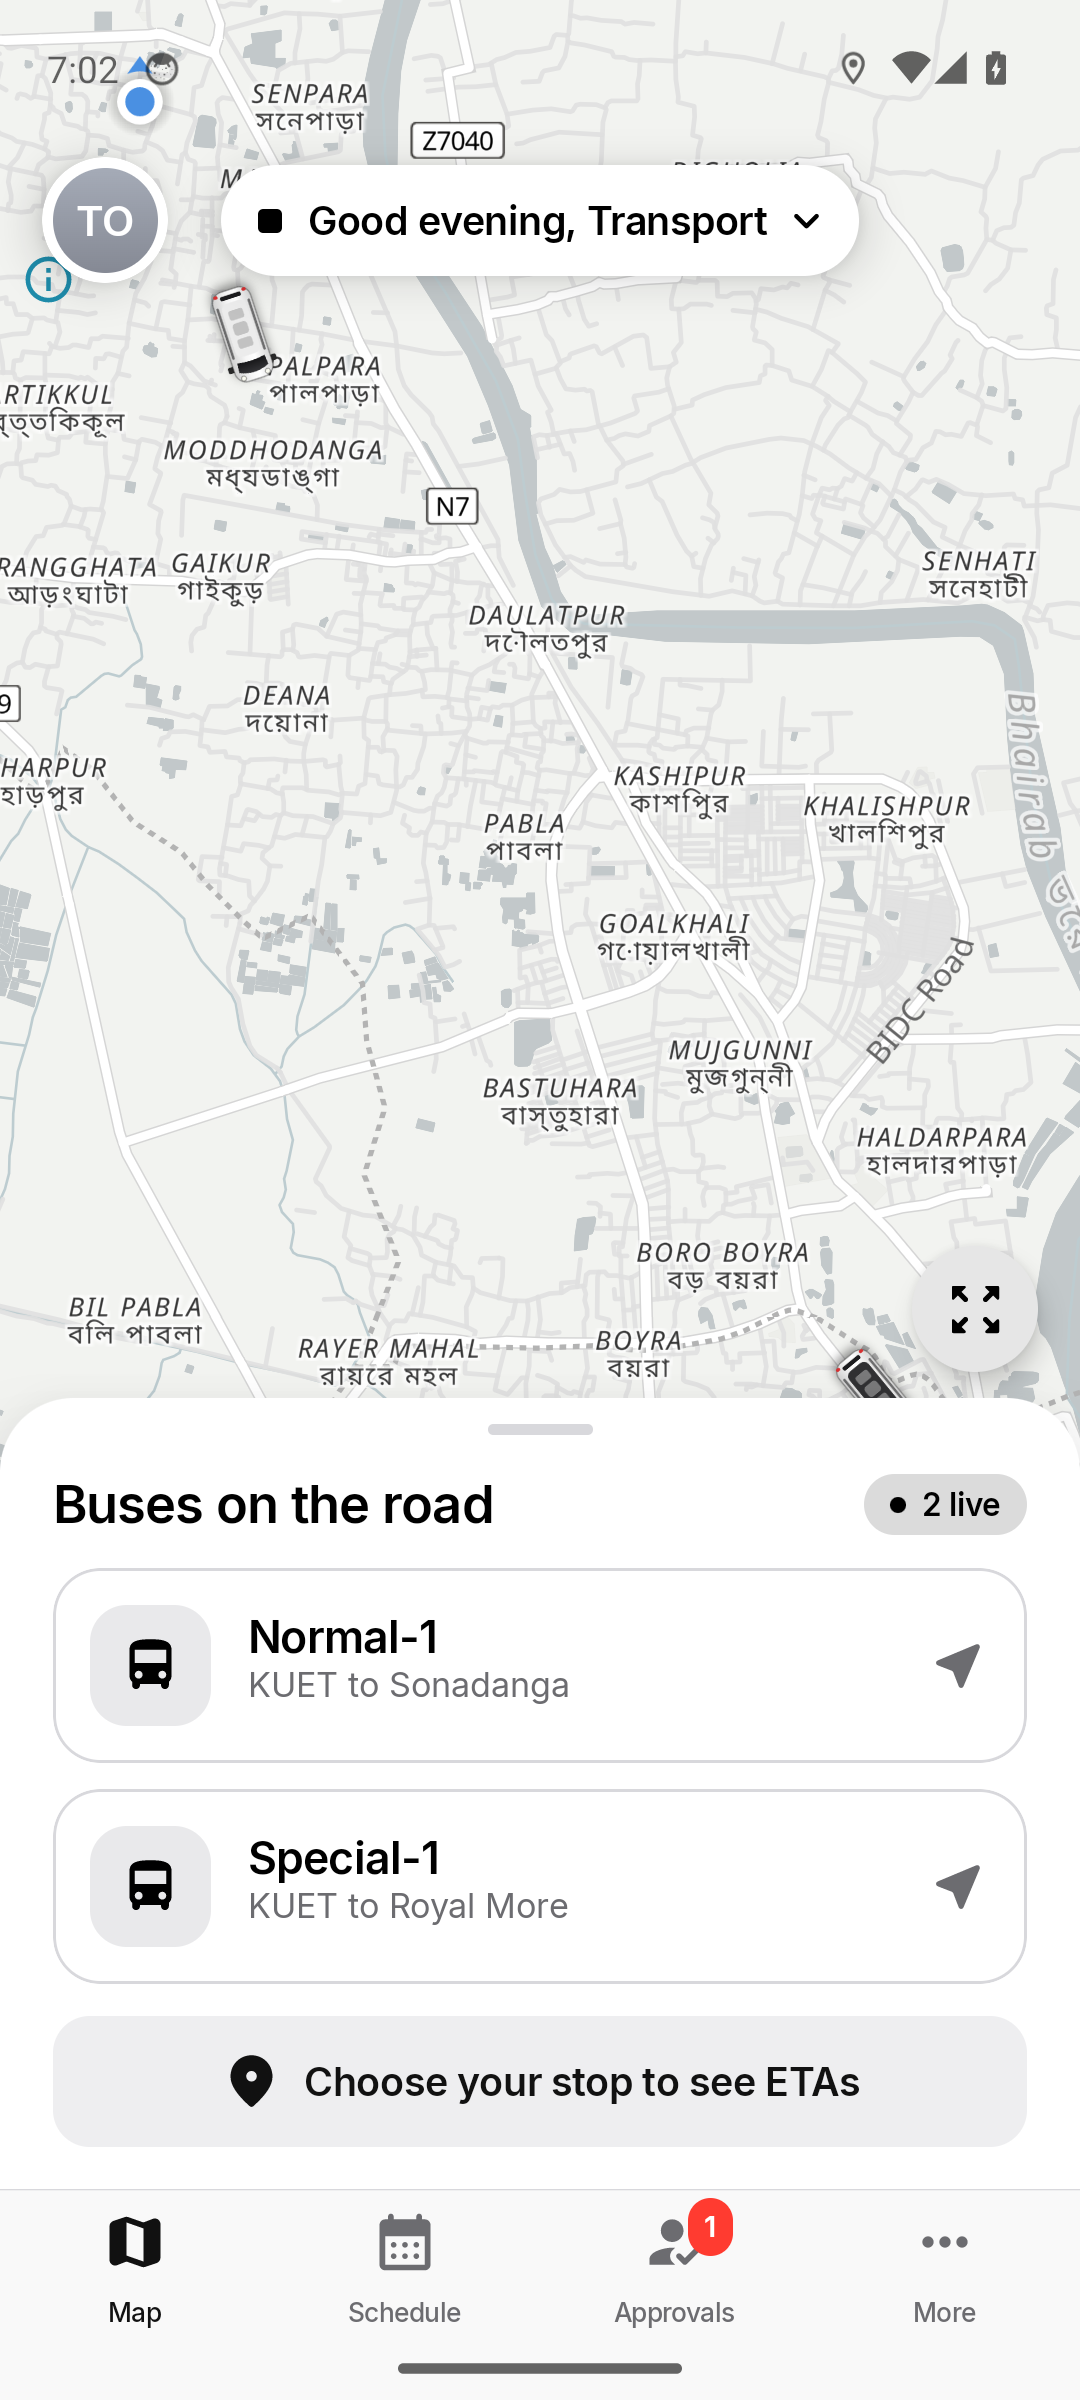 7:02
SENPARA
সেনপাড়া
Z7040
TO
Good evening, Transport
PALPARA
পালপাড়া
MODDHODANGA
মধ্যডাঙ্গা
N7
RANGGHATA
আড়ংঘাটা
GAIKUR
গাইকুড়
SENHATI
সেনহাটী
DAULATPUR
দৌলতপুর
DEANA
দেয়ানা
9
HARPUR
হাড়পুর
KASHIPUR
কাশিপুর
KHALISHPUR
খালিশপুর
PABLA
পাবলা
Bhairab
GOALKHALI
গোয়ালখালী
BIDC Road
MUJGUNNI
মুজগুন্নী
BASTUHARA
বাস্তুহারা
HALDARPARA
হালদারপাড়া
BORO BOYRA
বড় বয়রা
BIL PABLA
বিল পাবলা
RAYER MAHAL
রায়ের মহল
BOYRA
বয়রা
Buses on the road
2 live
Normal-1
KUET to Sonadanga
Special-1
KUET to Royal More
Choose your stop to see ETAs
1
Map
Schedule
Approvals
More